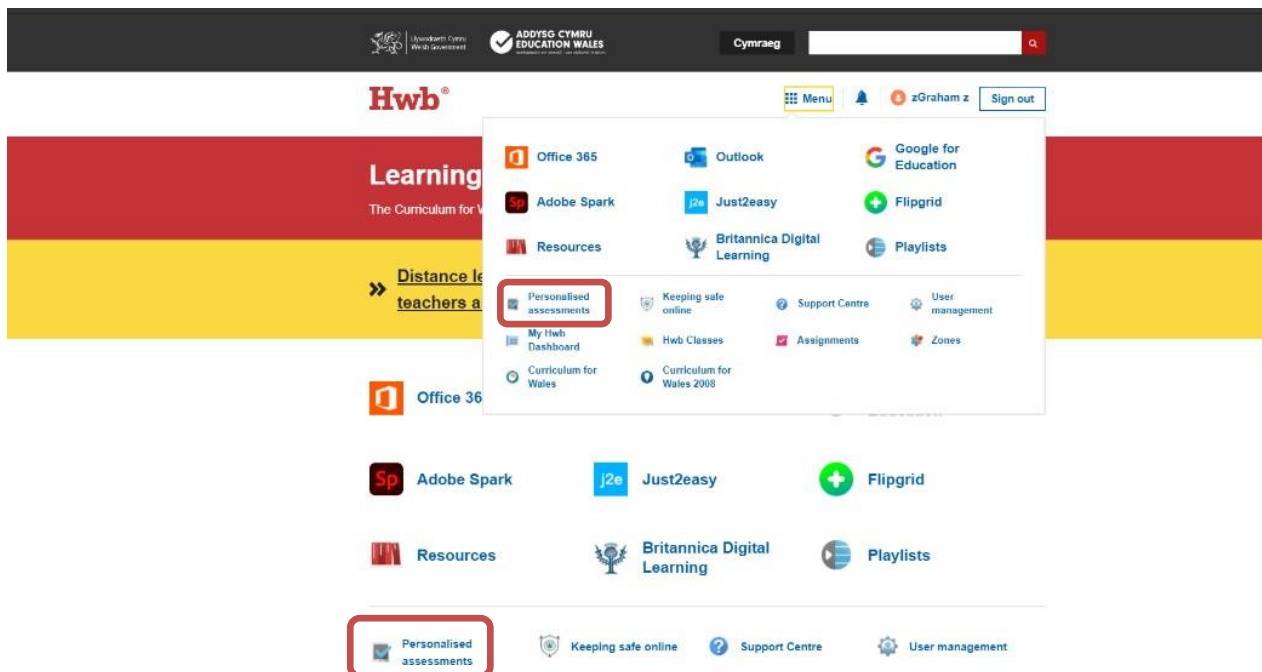 Llywodraeth Cymru
Welsh Government
ADDYSG CYMRU
EDUCATION WALES
Cymraeg
Hwb®
Menu
zGraham z
Sign out
Office 365
Outlook
Google for
Education
Adobe Spark
Just2easy
Flipgrid
Resources
Britannica Digital
Learning
Playlists
Personalised
assessments
Keeping safe
online
Support Centre
User
management
My Hwb
Dashboard
Hwb Classes
Assignments
Zones
Curriculum for
Wales
Curriculum for
Wales 2008
Learning
The Curriculum for W
Distance le
teachers a
Office 36
Adobe Spark
j2e
Just2easy
Flipgrid
Resources
Britannica Digital
Learning
Playlists
Personalised
assessments
Keeping safe online
Support Centre
User management